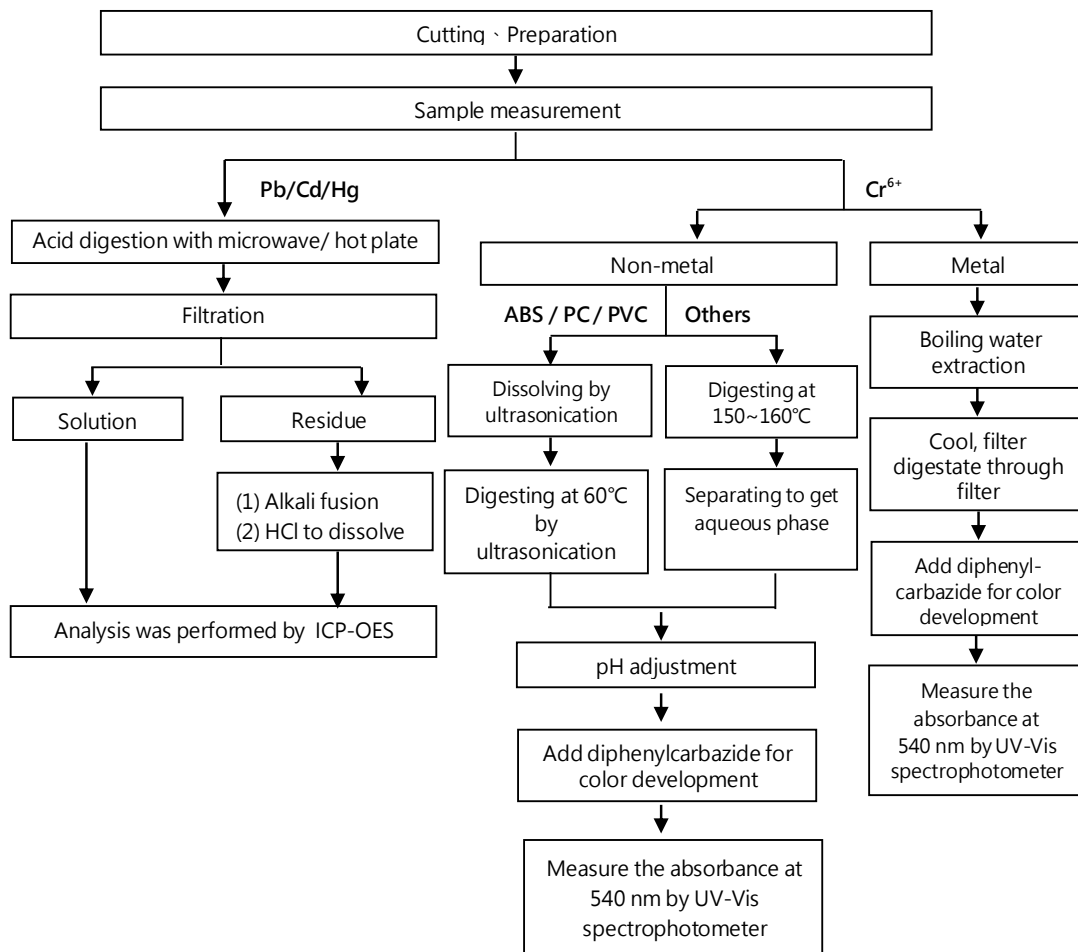 Cutting、Preparation
Sample measurement
Pb/Cd/Hg
Cr⁶⁺
Acid digestion with microwave/ hot plate
Filtration
Solution
Residue
(1) Alkali fusion
(2) HCl to dissolve
Analysis was performed by ICP-OES
Non-metal
ABS / PC / PVC
Others
Dissolving by
ultrasonication
Digesting at 60℃
by
ultrasonication
Digesting at
150~160℃
Separating to get
aqueous phase
pH adjustment
Add diphenylcarbazide for
color development
Measure the absorbance at
540 nm by UV-Vis
spectrophotometer
Metal
Boiling water
extraction
Cool, filter
digestate through
filter
Add diphenyl-
carbazide for color
development
Measure the
absorbance at
540 nm by UV-Vis
spectrophotometer